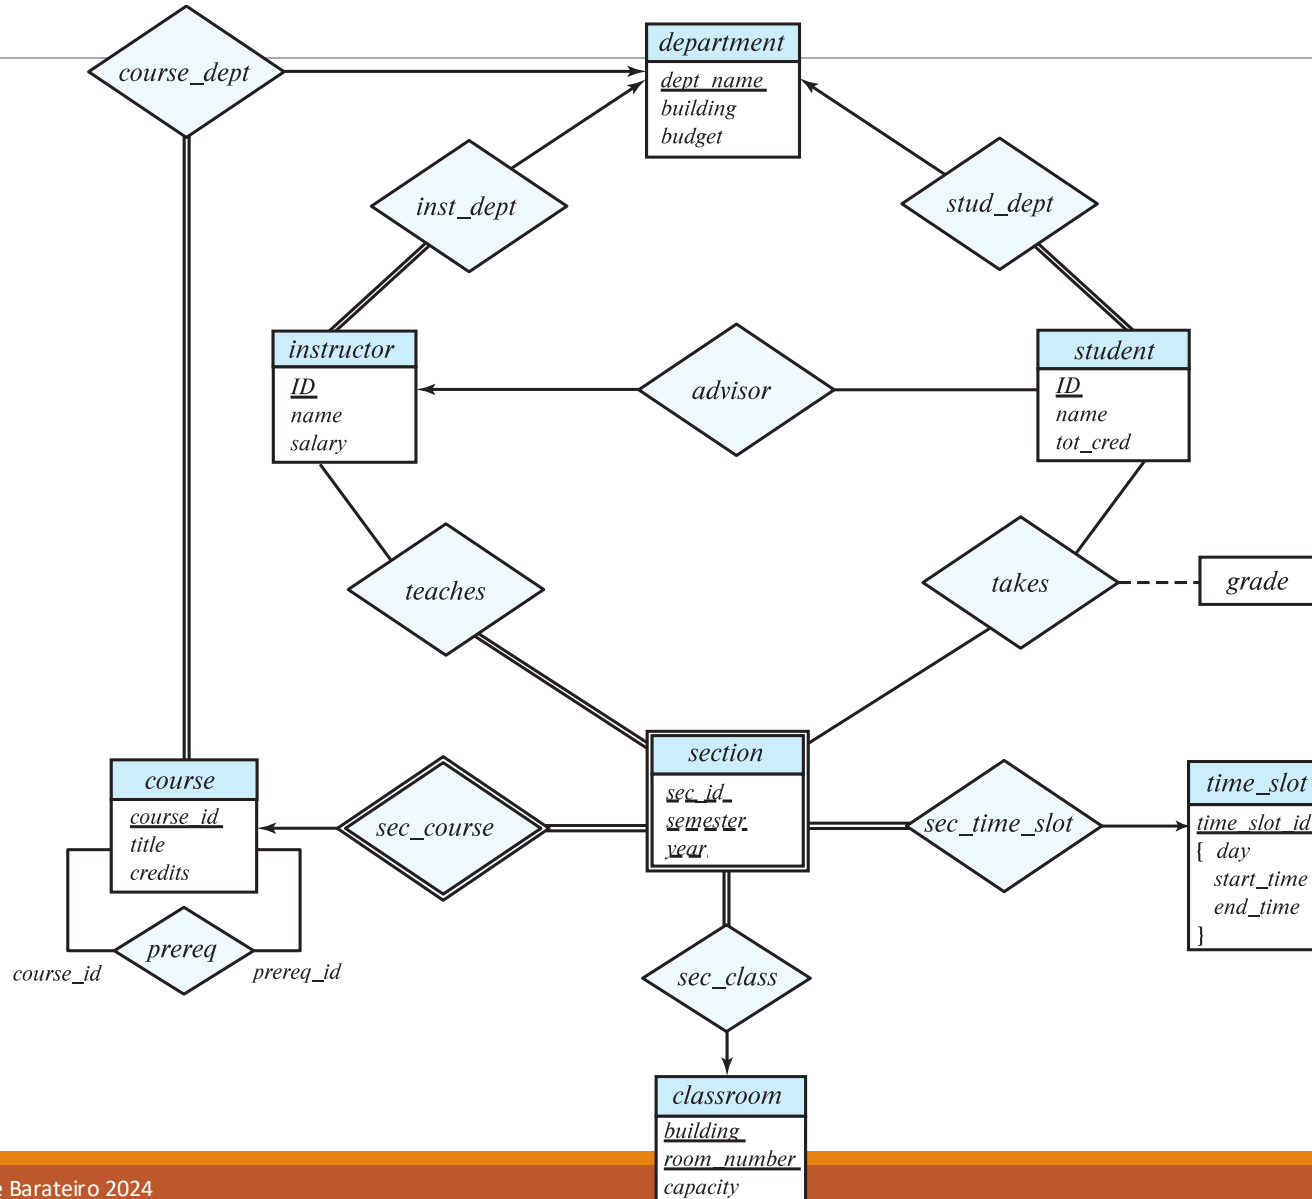 department
course_dept
dept_name
building
budget
inst_dept
stud_dept
instructor
ID
name
salary
advisor
student
ID
name
tot_cred
teaches
takes
grade
course
course_id
title
credits
prereq
course_id
prereq_id
sec_course
section
sec_id
semester
year
sec_time_slot
time_slot
time_slot_id
{ day
start_time
end_time
}
sec_class
classroom
building
room_number
capacity
e Barateiro 2024